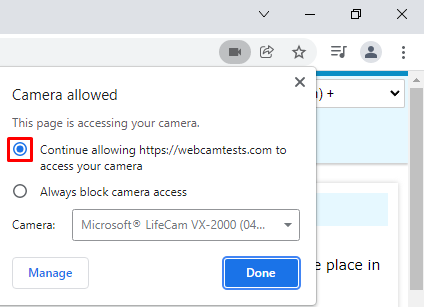 Camera allowed
This page is accessing your camera.
) +
Continue allowing https://webcamtests.com to
access your camera
Always block camera access
Camera:
Microsoft® LifeCam VX-2000 (04...
e place in
Manage
Done